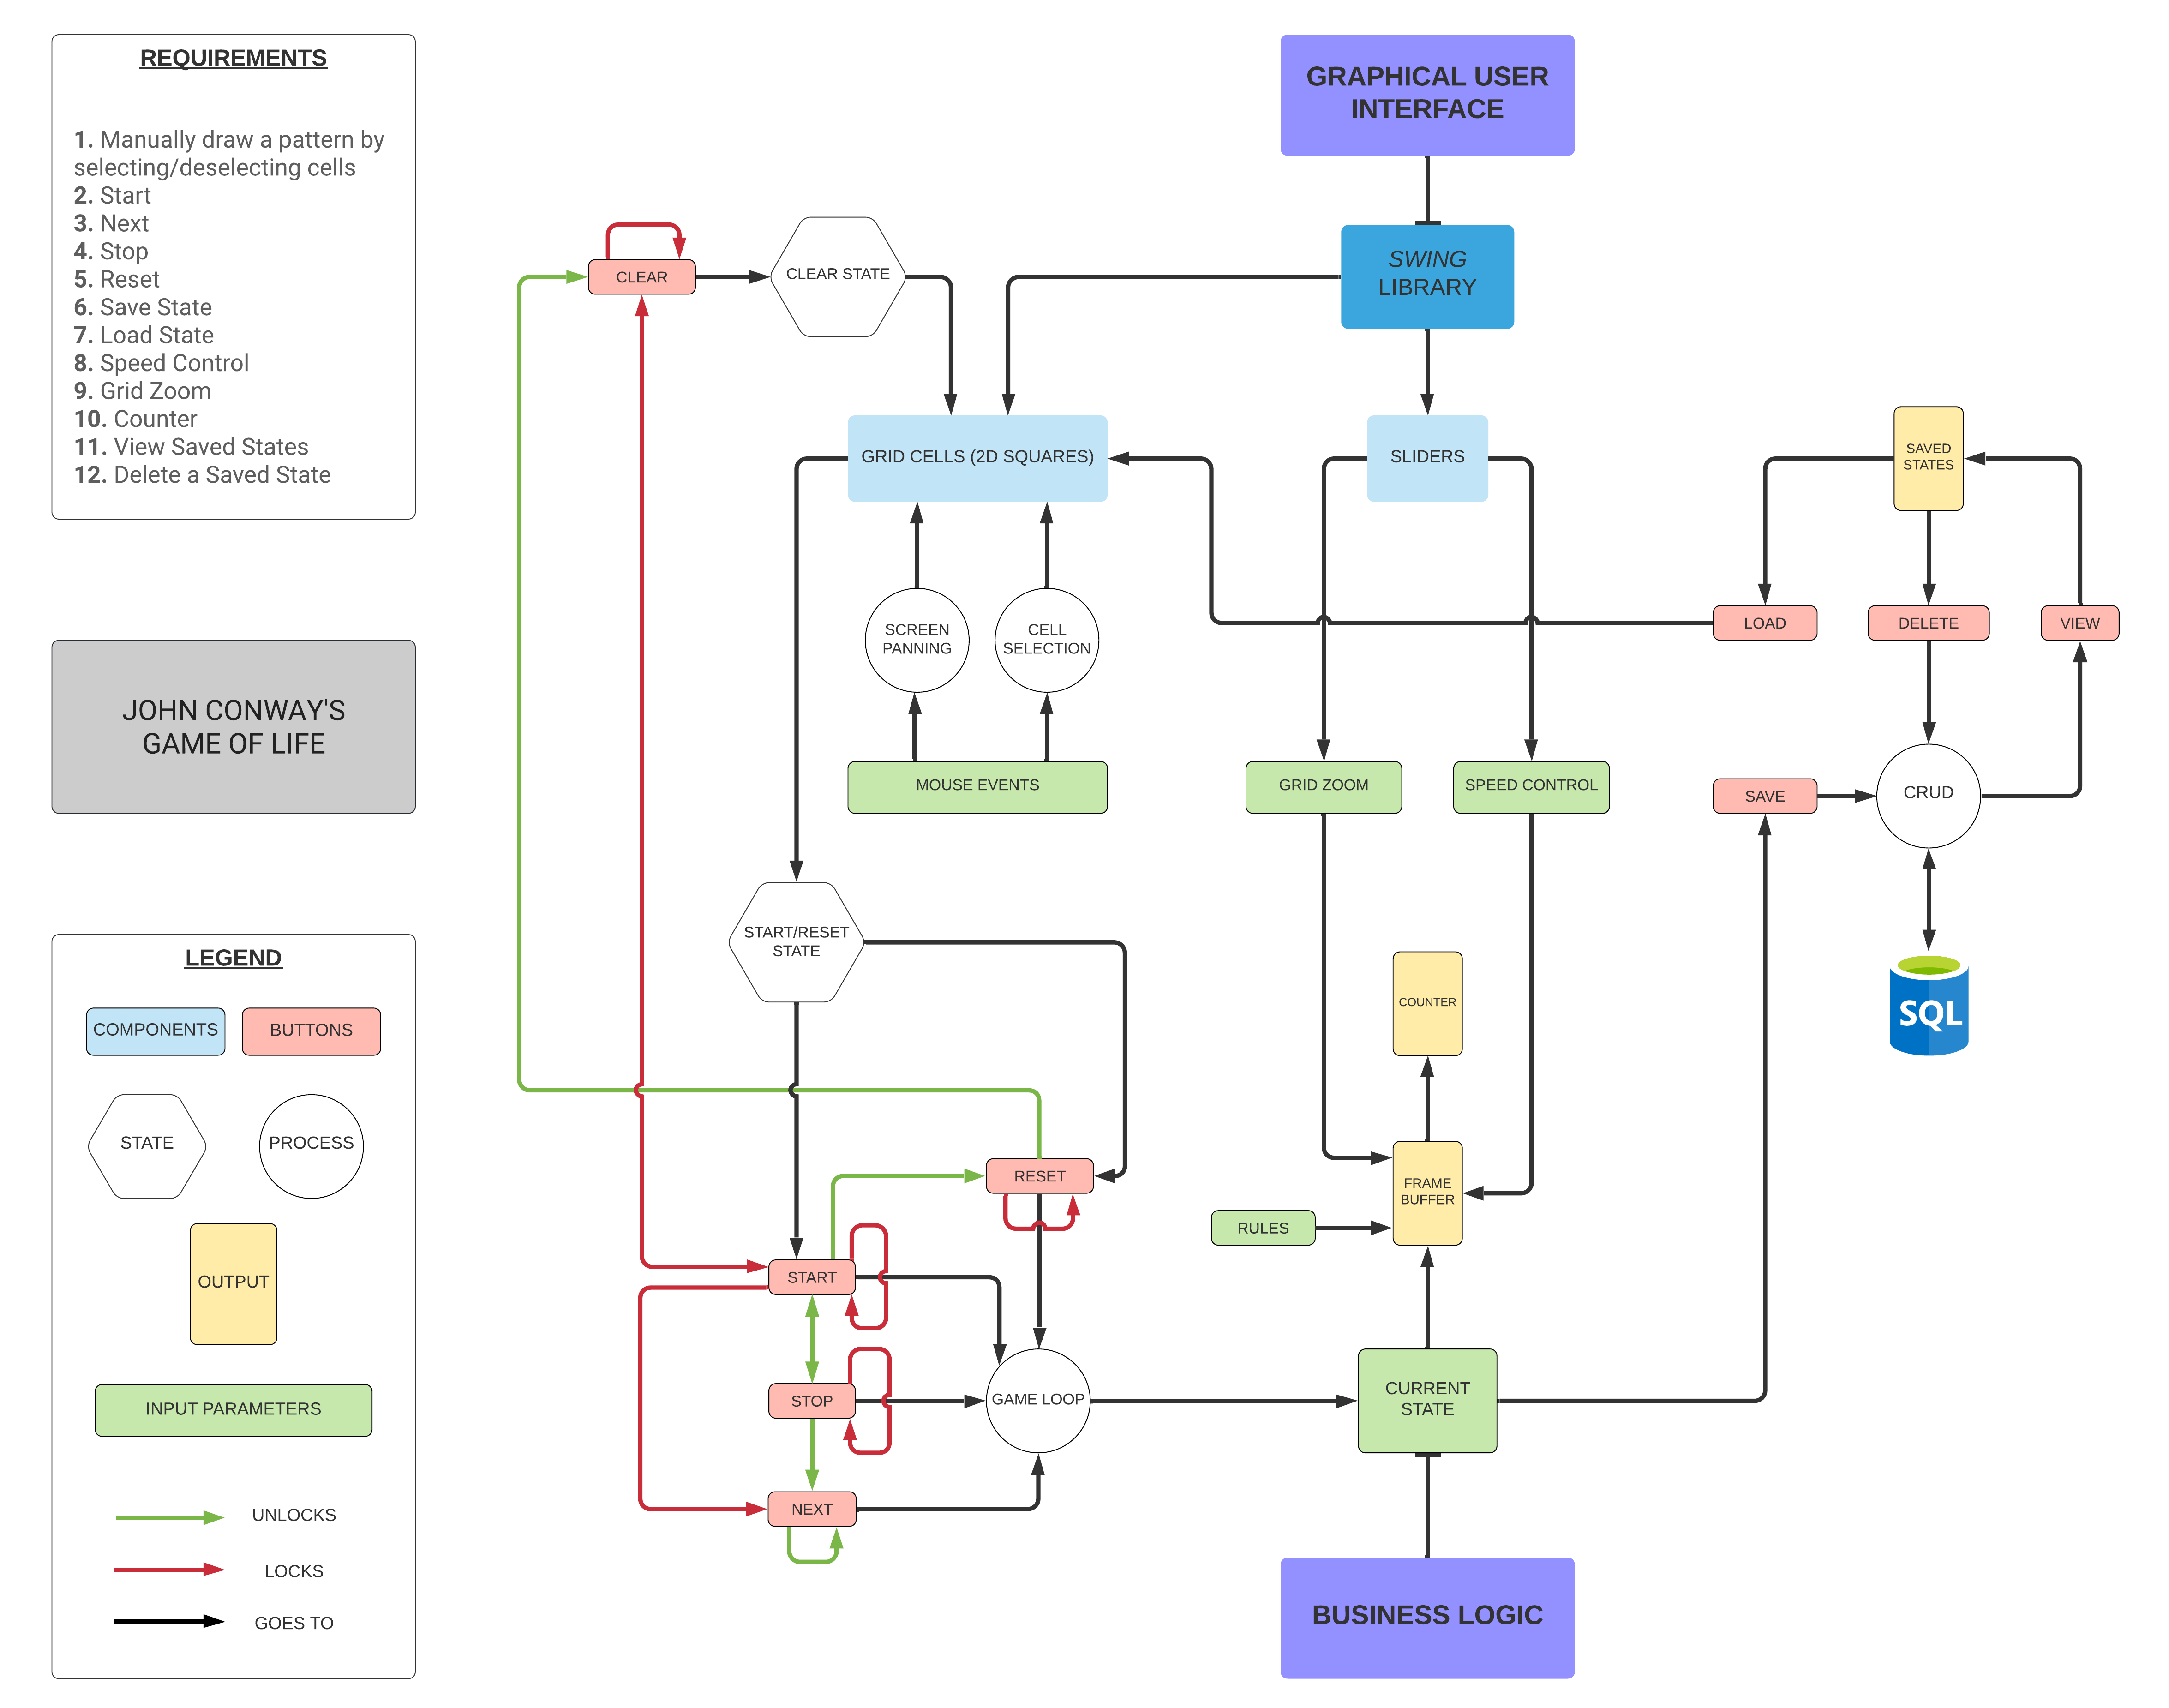 REQUIREMENTS
1. Manually draw a pattern by
selecting/deselecting cells
2. Start
3. Next
4. Stop
5. Reset
6. Save State
7. Load State
8. Speed Control
9. Grid Zoom
10. Counter
11. View Saved States
12. Delete a Saved State
JOHN CONWAY'S
GAME OF LIFE
LEGEND
COMPONENTS
BUTTONS
STATE
PROCESS
OUTPUT
INPUT PARAMETERS
UNLOCKS
LOCKS
GOES TO
GRAPHICAL USER
INTERFACE
SWING
LIBRARY
CLEAR
CLEAR STATE
GRID CELLS (2D SQUARES)
SLIDERS
SAVED
STATES
SCREEN
PANNING
CELL
SELECTION
LOAD
DELETE
VIEW
MOUSE EVENTS
GRID ZOOM
SPEED CONTROL
SAVE
CRUD
START/RESET
STATE
COUNTER
SQL
RESET
FRAME
BUFFER
RULES
START
STOP
GAME LOOP
CURRENT
STATE
NEXT
BUSINESS LOGIC